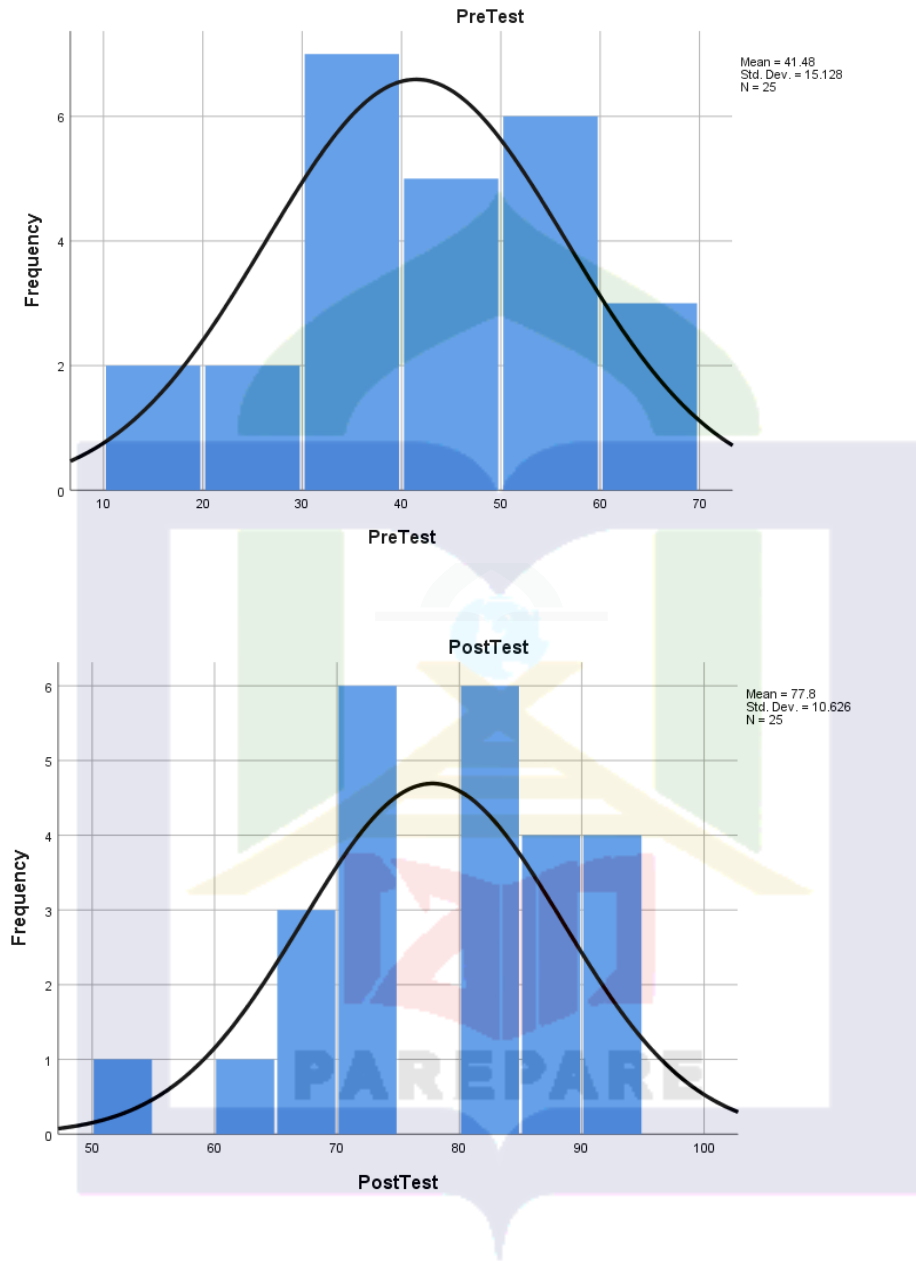 PreTest
Mean = 41.48
Std. Dev. = 15.128
N = 25
Frequency
6
4
2
0
10 20 30 40 50 60 70
PreTest
PostTest
Mean = 77.8
Std. Dev. = 10.626
N = 25
Frequency
6
5
4
3
2
1
0
PAREPARE
50 60 70 80 90 100
PostTest